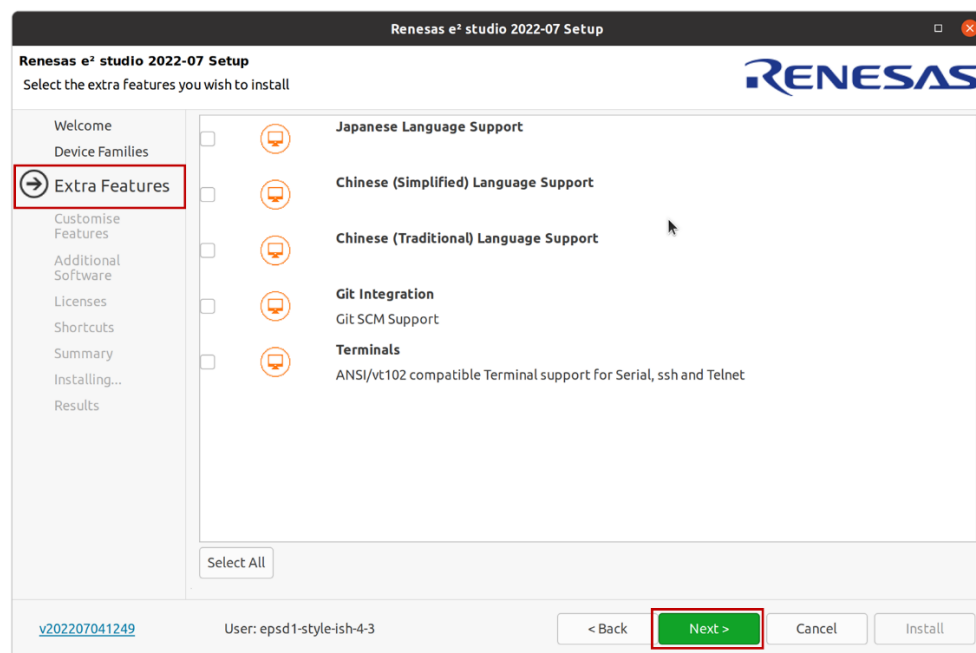 Renesas e² studio 2022-07 Setup
Renesas e² studio 2022-07 Setup
Select the extra features you wish to install
RENESAS
Welcome
Device Families
Extra Features
Customise
Features
Additional
Software
Licenses
Shortcuts
Summary
Installing...
Results
Japanese Language Support
Chinese (Simplified) Language Support
Chinese (Traditional) Language Support
Git Integration
Git SCM Support
Terminals
ANSI/vt102 compatible Terminal support for Serial, ssh and Telnet
Select All
v202207041249
User: epsd1-style-ish-4-3
< Back
Next >
Cancel
Install